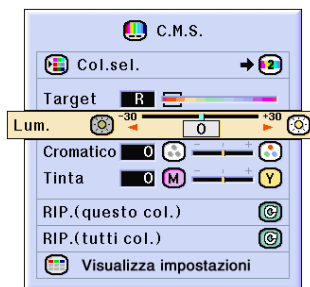 C.M.S.
Col.sel. 2
Target R
Lum. -30 0 +30
Cromatico 0 - +
Tinta 0 M - + Y
RIP.(questo col.)
RIP.(tutti col.)
Visualizza impostazioni